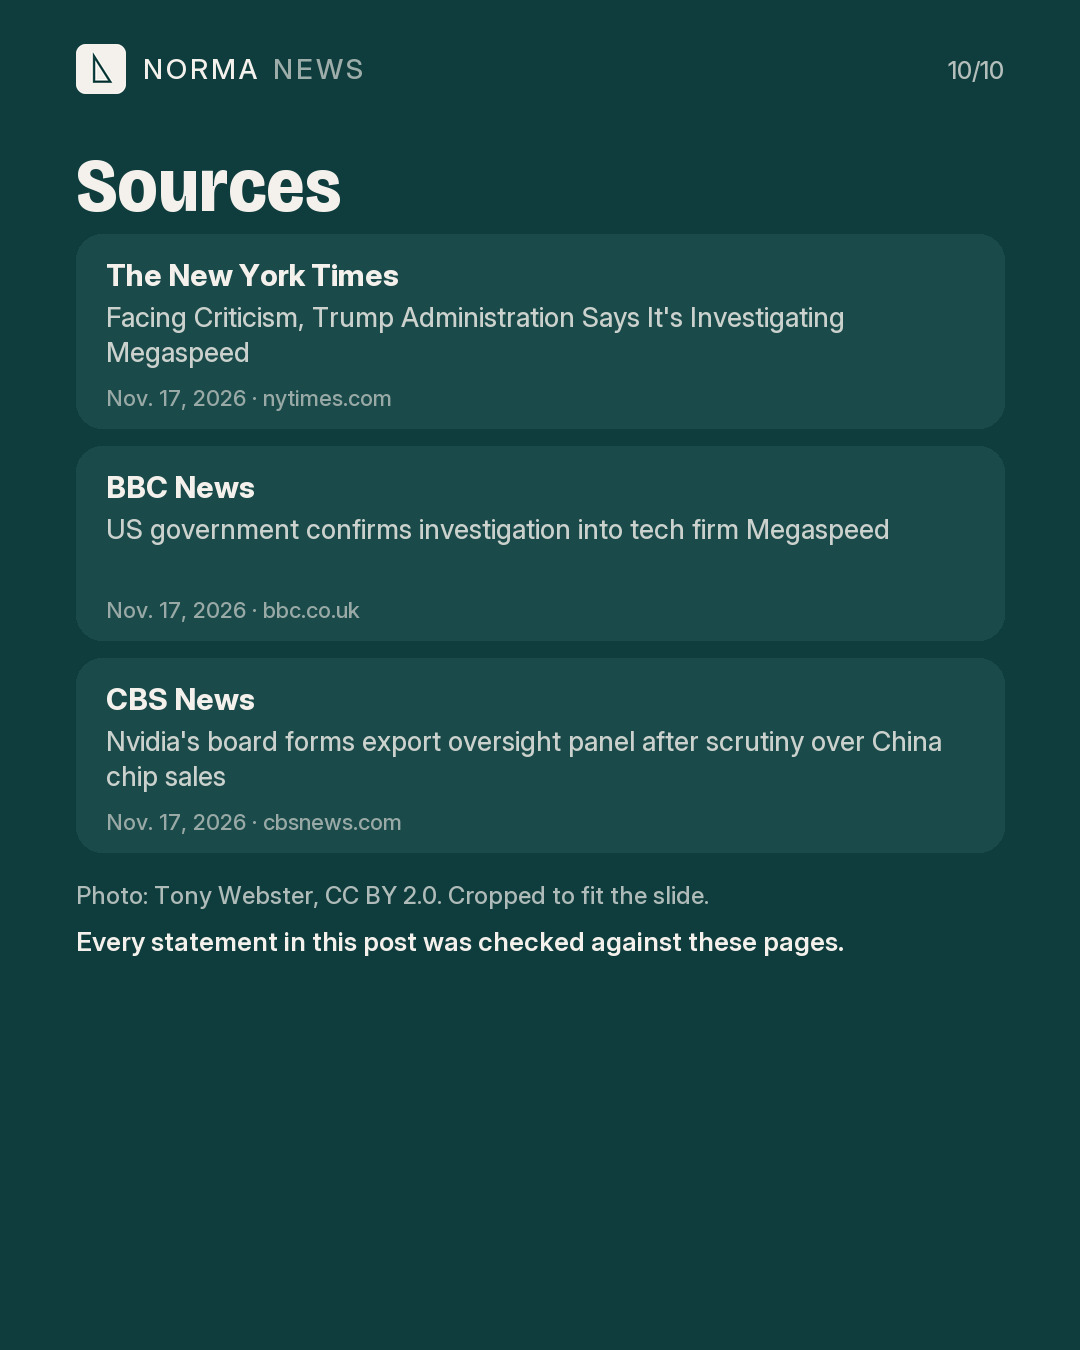 NORMA NEWS
10/10
Sources
The New York Times
Facing Criticism, Trump Administration Says It's Investigating
Megaspeed
Nov. 17, 2026 · nytimes.com
BBC News
US government confirms investigation into tech firm Megaspeed
Nov. 17, 2026 · bbc.co.uk
CBS News
Nvidia's board forms export oversight panel after scrutiny over China
chip sales
Nov. 17, 2026 · cbsnews.com
Photo: Tony Webster, CC BY 2.0. Cropped to fit the slide.
Every statement in this post was checked against these pages.